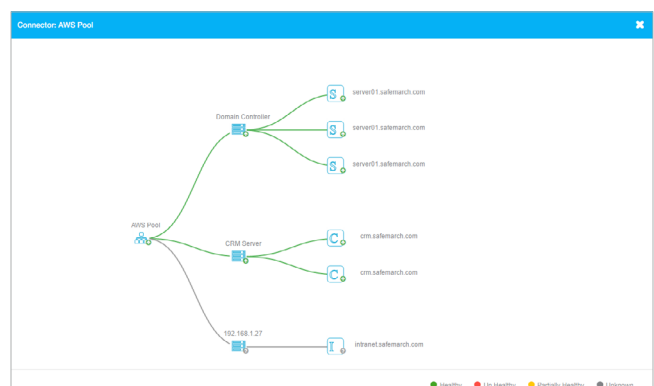 Connector: AWS Pool
server01.safemarch.com
Domain Controller
server01.safemarch.com
server01.safemarch.com
AWS Pool
crm.safemarch.com
CRM Server
crm.safemarch.com
192.168.1.27
intranet.safemarch.com
Healthy Un Healthy Partially Healthy Unknown